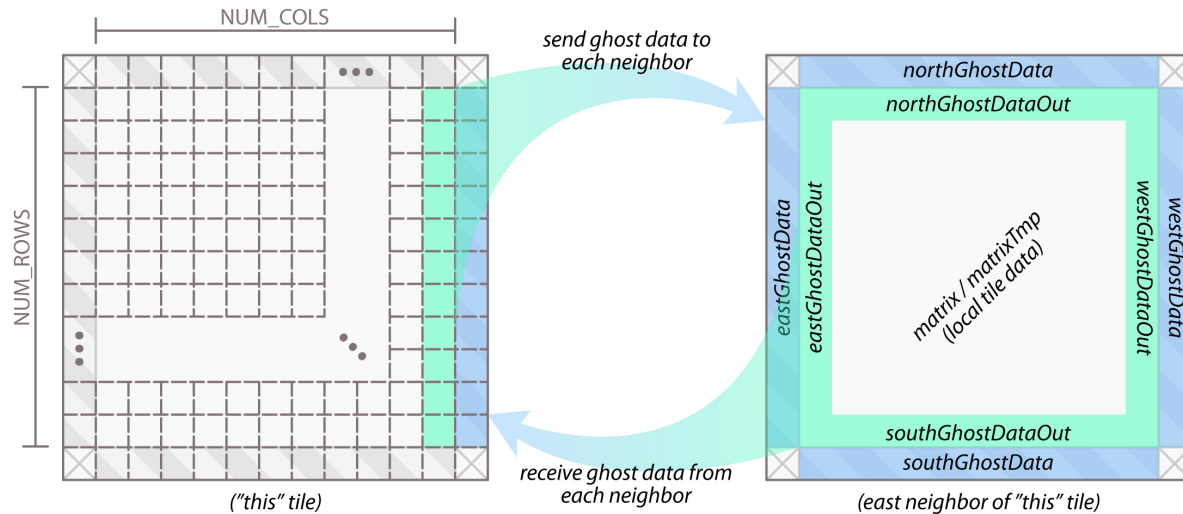 NUM_COLS
send ghost data to
each neighbor
northGhostData
northGhostDataOut
NUM_ROWS
eastGhostData
eastGhostDataOut
matrix / matrixTmp
(local tile data)
westGhostDataOut
westGhostData
southGhostDataOut
southGhostData
receive ghost data from
each neighbor
("this" tile)
(east neighbor of "this" tile)